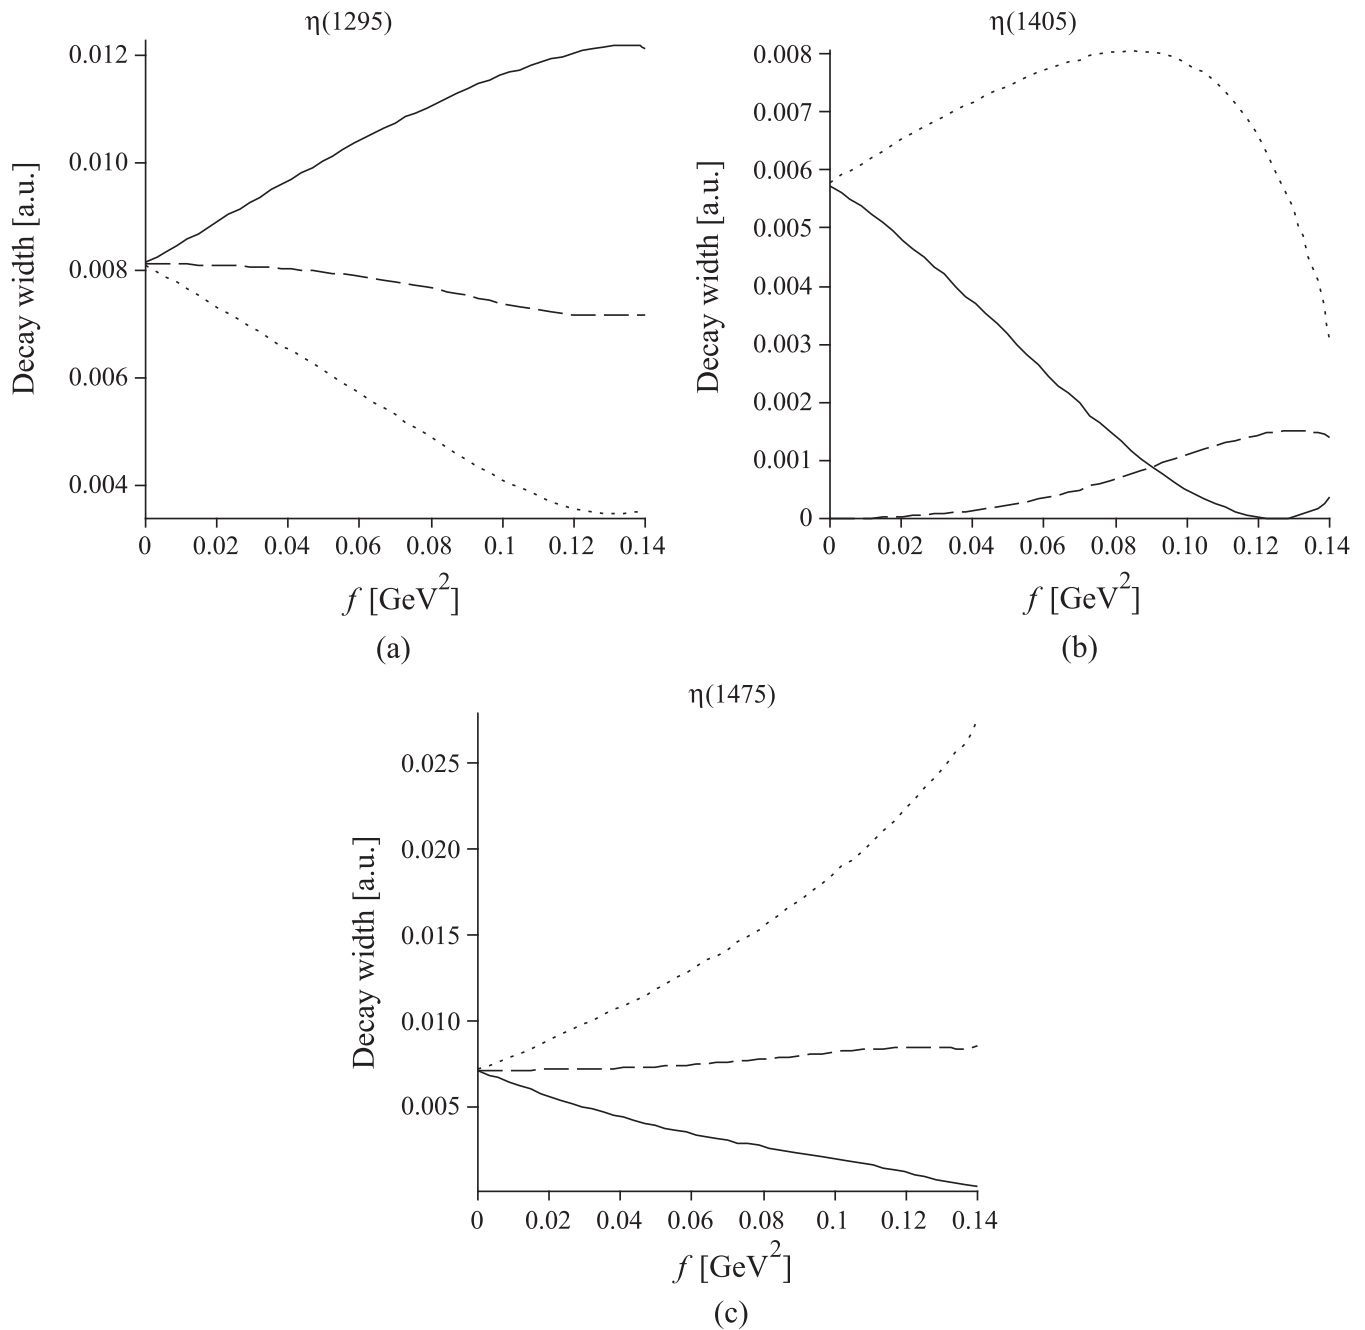 η(1295)
Decay width [a.u.]
0.012
0.010
0.008
0.006
0.004
0 0.02 0.04 0.06 0.08 0.1 0.12 0.14
f [GeV²]
(a)
η(1405)
Decay width [a.u.]
0.008
0.007
0.006
0.005
0.004
0.003
0.002
0.001
0
0 0.02 0.04 0.06 0.08 0.10 0.12 0.14
f [GeV²]
(b)
η(1475)
Decay width [a.u.]
0.025
0.020
0.015
0.010
0.005
0 0.02 0.04 0.06 0.08 0.1 0.12 0.14
f [GeV²]
(c)